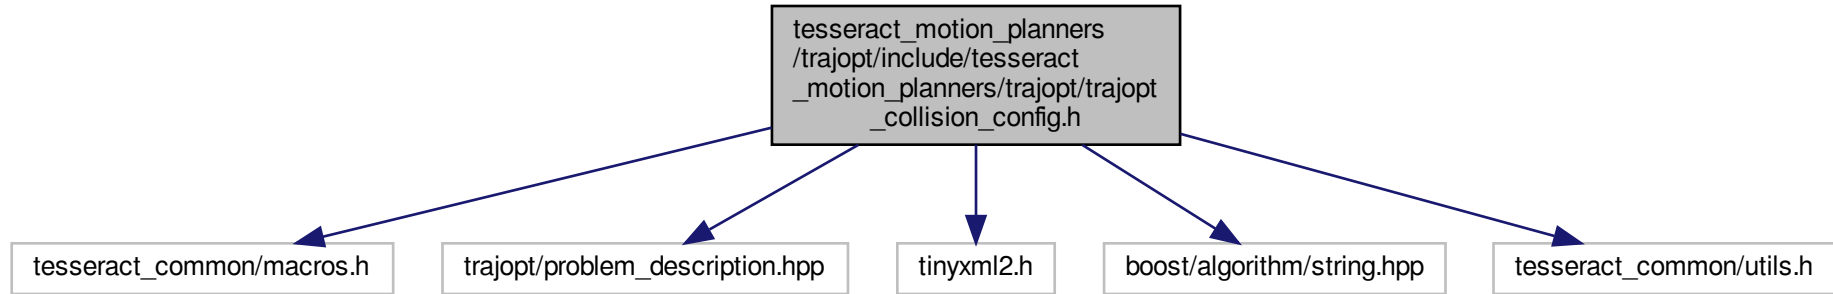 tesseract_motion_planners
/trajopt/include/tesseract
_motion_planners/trajopt/trajopt
_collision_config.h
tesseract_common/macros.h
trajopt/problem_description.hpp
tinyxml2.h
boost/algorithm/string.hpp
tesseract_common/utils.h